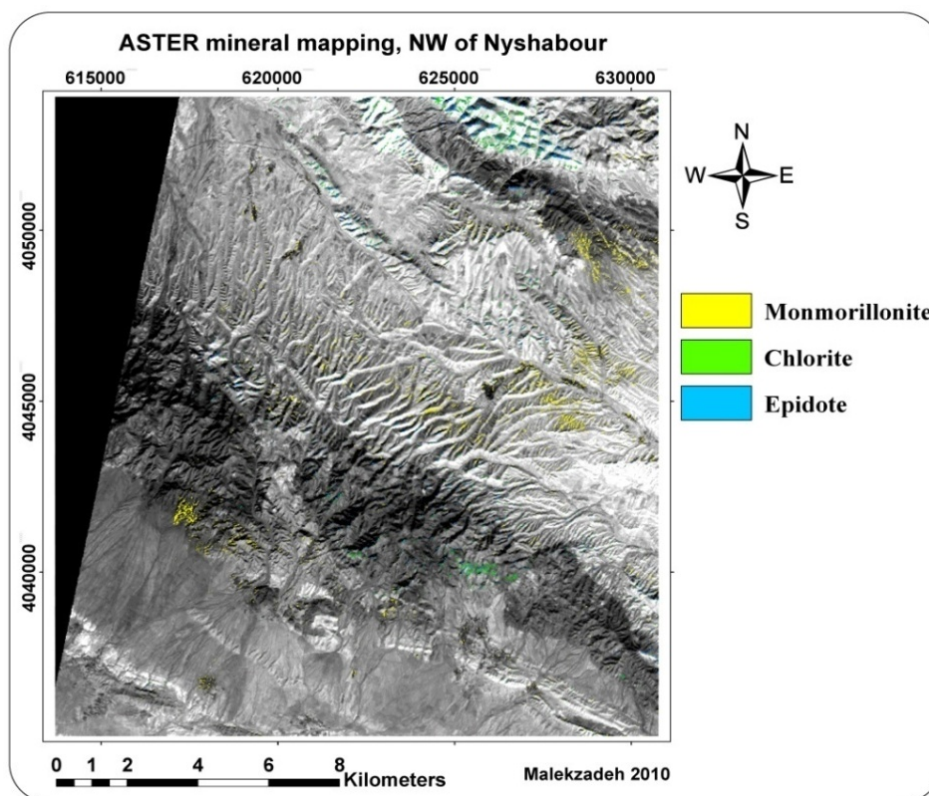 ASTER mineral mapping, NW of Nyshabour
615000 620000 625000 630000
N
W E
S
4050000
4045000
4040000
Monmorillonite
Chlorite
Epidote
0 1 2 4 6 8
Kilometers
Malekzadeh 2010